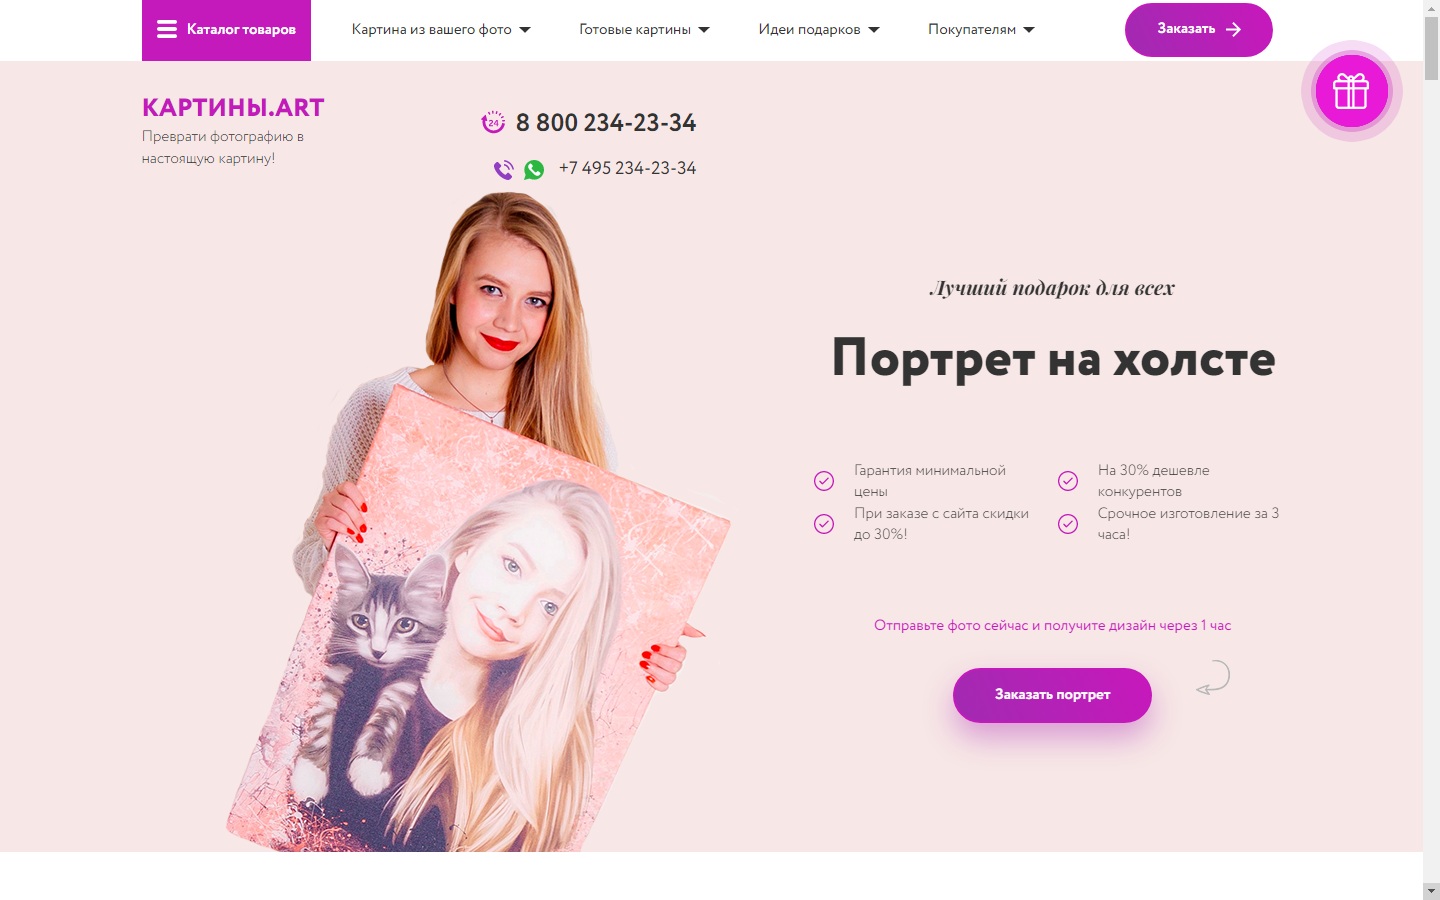 Каталог товаров
Картина из вашего фото
Готовые картины
Идеи подарков
Покупателям
Заказать
КАРТИНЫ.ART
Преврати фотографию в
настоящую картину!
24
8 800 234-23-34
+7 495 234-23-34
Лучший подарок для всех
Портрет на холсте
Гарантия минимальной
цены
На 30% дешевле
конкурентов
При заказе с сайта скидки
до 30%!
Срочное изготовление за 3
часа!
Отправьте фото сейчас и получите дизайн через 1 час
Заказать портрет